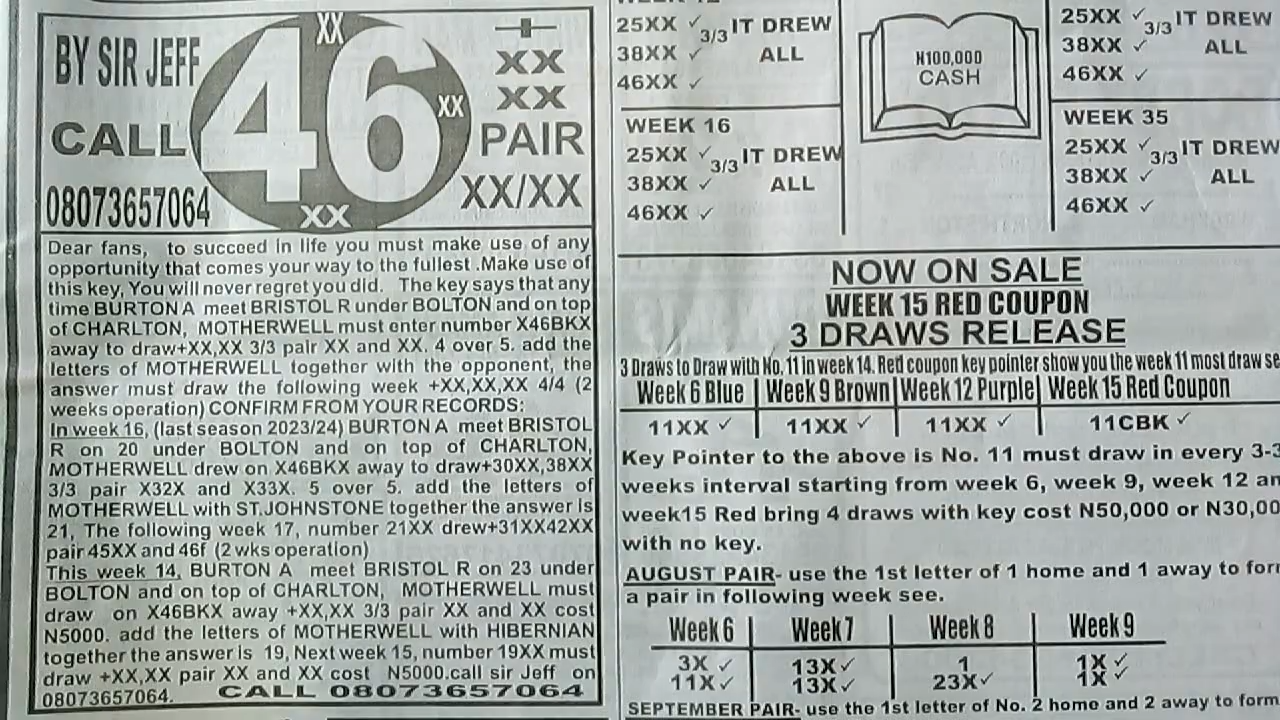 BY SIR JEFF
CALL
08073657064
XX
46
XX
XX
+
XX
XX
PAIR
XX/XX
Dear fans, to succeed in life you must make use of any
opportunity that comes your way to the fullest .Make use of
this key, You will never regret you did. The key says that any
time BURTON A meet BRISTOL R under BOLTON and on top
of CHARLTON, MOTHERWELL must enter number X46BKX
away to draw+XX,XX 3/3 pair XX and XX. 4 over 5. add the
letters of MOTHERWELL together with the opponent, the
answer must draw the following week +XX,XX,XX 4/4 (2
weeks operation) CONFIRM FROM YOUR RECORDS:
In week 16, (last season 2023/24) BURTON A meet BRISTOL
R on 20 under BOLTON and on top of CHARLTON,
MOTHERWELL drew on X46BKX away to draw+30XX,38XX
3/3 pair X32X and X33X. 5 over 5. add the letters of
MOTHERWELL with ST.JOHNSTONE together the answer is
21, The following week 17, number 21XX drew+31XX42XX
pair 45XX and 46f (2 wks operation)
This week 14, BURTON A meet BRISTOL R on 23 under
BOLTON and on top of CHARLTON, MOTHERWELL must
draw on X46BKX away +XX,XX 3/3 pair XX and XX cost
N5000. add the letters of MOTHERWELL with HIBERNIAN
together the answer is 19, Next week 15, number 19XX must
draw +XX,XX pair XX and XX cost N5000.call sir Jeff on
08073657064. CALL 08073657064
25XX ✓ 3/3 IT DREW
38XX ✓ ALL
46XX ✓
WEEK 16
25XX ✓ 3/3 IT DREW
38XX ✓ ALL
46XX ✓
₦100,000
CASH
25XX ✓ 3/3 IT DREW
38XX ✓ ALL
46XX ✓
WEEK 35
25XX ✓ 3/3 IT DREW
38XX ✓ ALL
46XX ✓
NOW ON SALE
WEEK 15 RED COUPON
3 DRAWS RELEASE
3 Draws to Draw with No. 11 in week 14. Red coupon key pointer show you the week 11 most draw se
Week 6 Blue Week 9 Brown Week 12 Purple Week 15 Red Coupon
11XX ✓ 11XX ✓ 11XX ✓ 11CBK ✓
Key Pointer to the above is No. 11 must draw in every 3-3
weeks interval starting from week 6, week 9, week 12 an
week15 Red bring 4 draws with key cost N50,000 or N30,00
with no key.
AUGUST PAIR- use the 1st letter of 1 home and 1 away to for
a pair in following week see.
Week 6 Week7 Week 8 Week 9
3X ✓ 13X ✓ 1 1X ✓
11X ✓ 13X ✓ 23X ✓ 1X ✓
SEPTEMBER PAIR- use the 1st letter of No. 2 home and 2 away to form